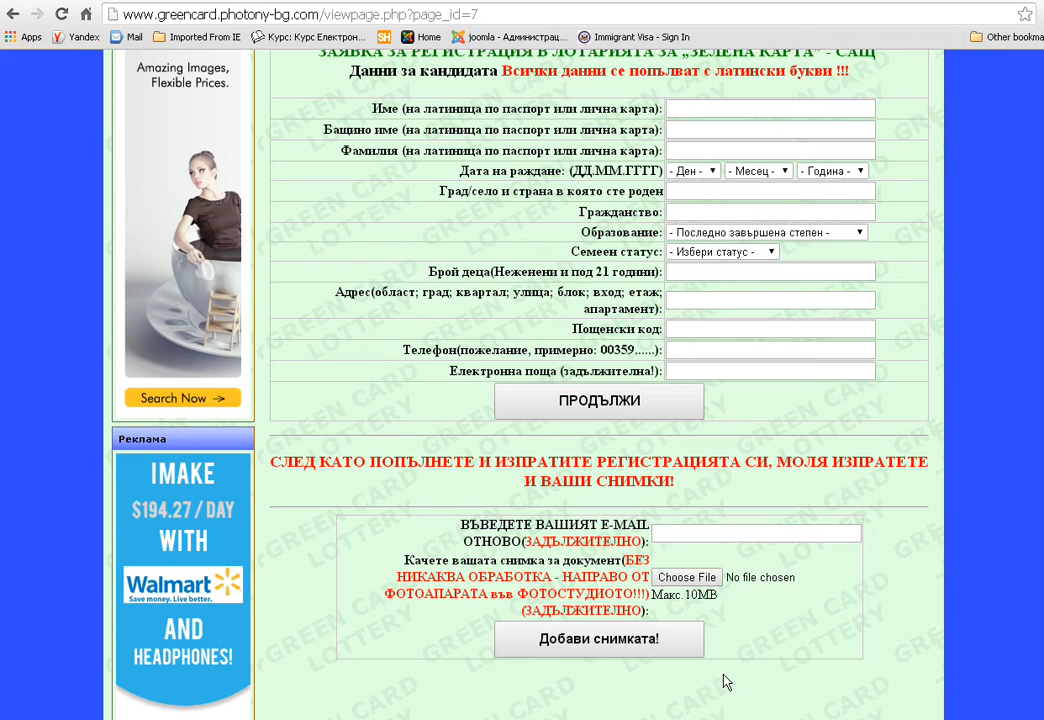 www.greencard.photony-bg.com/viewpage.php?page_id=7
Apps Yandex Mail Imported From IE Курс: Курс Електрон... SH Home joomla - Администрац... Immigrant Visa - Sign In Other bookma
ЗАЯВКА ЗА РЕГИСТРАЦИЯ В ЛОТАРИЯТА ЗА „ЗЕЛЕНА КАРТА" - САЩ
Данни за кандидата Всички данни се попълват с латински букви !!!
Име (на латиница по паспорт или лична карта):
Бащино име (на латиница по паспорт или лична карта):
Фамилия (на латиница по паспорт или лична карта):
Дата на раждане: (ДД.ММ.ГГГГ) - Ден - - Месец - - Година -
Град/село и страна в която сте роден
Гражданство:
Образование: - Последно завършена степен -
Семеен статус: - Избери статус -
Брой деца(Неженени и под 21 години):
Адрес(област; град; квартал; улица; блок; вход; етаж;
апартамент):
Пощенски код:
Телефон(пожелание, примерно: 00359......):
Електронна поща (задължителна!):
ПРОДЪЛЖИ
СЛЕД КАТО ПОПЪЛНЕТЕ И ИЗПРАТИТЕ РЕГИСТРАЦИЯТА СИ, МОЛЯ ИЗПРАТЕТЕ
И ВАШИ СНИМКИ!
ВЪВЕДЕТЕ ВАШИЯТ E-MAIL
ОТНОВО(ЗАДЪЛЖИТЕЛНО):
Качете вашата снимка за документ(БЕЗ
НИКАКВА ОБРАБОТКА - НАПРАВО ОТ
ФОТОАПАРАТА във ФОТОСТУДИОТО!!!)
(ЗАДЪЛЖИТЕЛНО):
Choose File No file chosen
Макс.10MB
Добави снимката!
Amazing Images,
Flexible Prices.
Search Now →
Реклама
IMAKE
$194.27 / DAY
WITH
Walmart
Save money. Live better.
AND
HEADPHONES!
GREEN CARD
LOTTERY